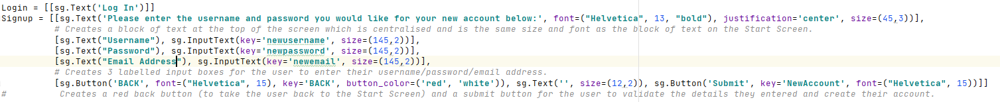 Login = [[sg.Text('Log In')]]
Signup = [[sg.Text('Please enter the username and password you would like for your new account below:', font=("Helvetica", 13, "bold"), justification='center', size=(45,3))],
# Creates a block of text at the top of the screen which is centralised and is the same size and font as the block of text on the Start Screen.
[sg.Text("Username"), sg.InputText(key='newusername', size=(145,2))],
[sg.Text("Password"), sg.InputText(key='newpassword', size=(145,2))],
[sg.Text("Email Address"), sg.InputText(key='newemail', size=(145,2))],
# Creates 3 labelled input boxes for the user to enter their username/password/email address.
[sg.Button('BACK', font=("Helvetica", 15), key='BACK', button_color=('red', 'white')), sg.Text('', size=(12,2)), sg.Button('Submit', key='NewAccount', font=("Helvetica", 15))]]
# Creates a red back button (to take the user back to the Start Screen) and a submit button for the user to validate the details they entered and create their account.